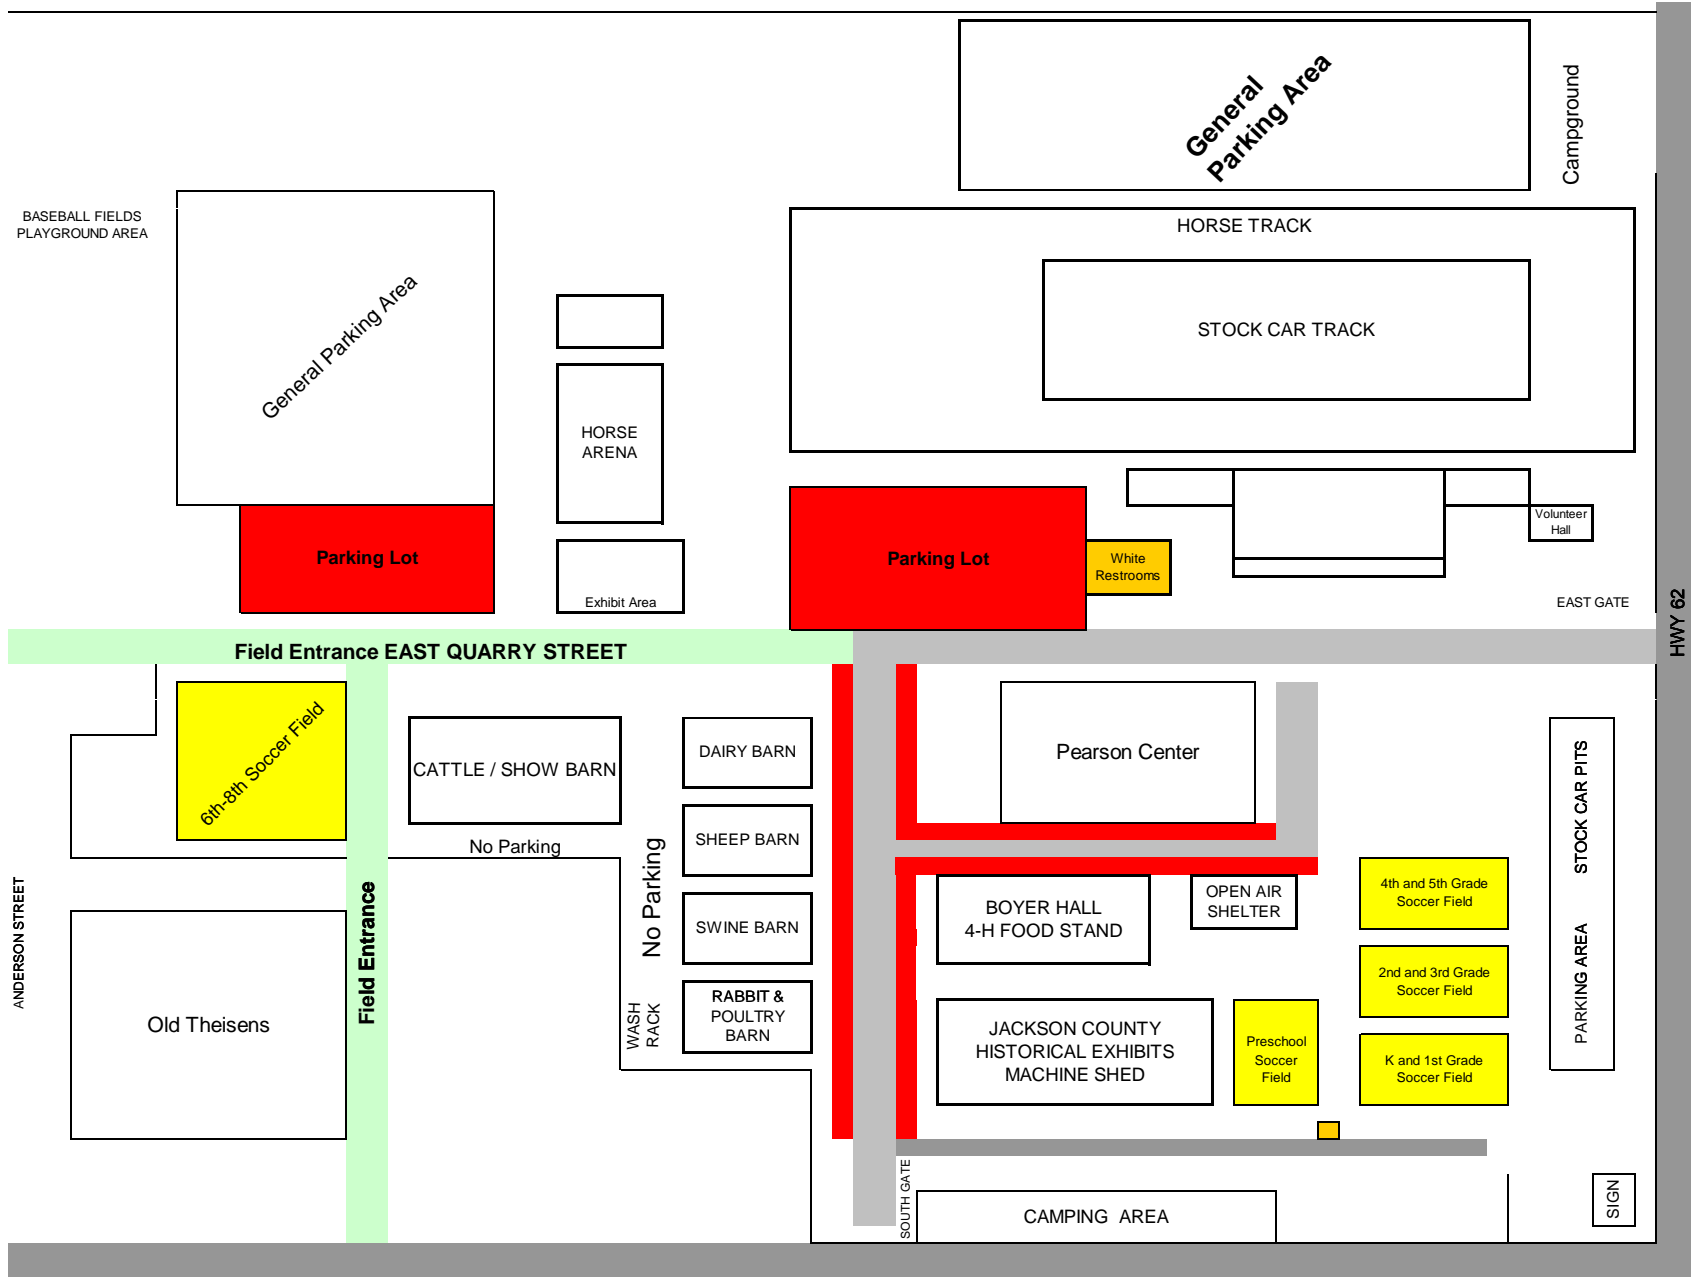 General
Parking Area
Campground
BASEBALL FIELDS
PLAYGROUND AREA
HORSE TRACK
General Parking Area
STOCK CAR TRACK
HORSE
ARENA
Volunteer
Hall
Parking Lot
Parking Lot
White
Restrooms
Exhibit Area
EAST GATE
HWY 62
Field Entrance EAST QUARRY STREET
6th-8th Soccer Field
CATTLE / SHOW BARN
DAIRY BARN
Pearson Center
STOCK CAR PITS
PARKING AREA
No Parking
No Parking
SHEEP BARN
4th and 5th Grade
Soccer Field
OPEN AIR
SHELTER
BOYER HALL
4-H FOOD STAND
SWINE BARN
ANDERSON STREET
Field Entrance
2nd and 3rd Grade
Soccer Field
RABBIT &
POULTRY
BARN
WASH
RACK
Old Theisens
JACKSON COUNTY
HISTORICAL EXHIBITS
MACHINE SHED
Preschool
Soccer
Field
K and 1st Grade
Soccer Field
SOUTH GATE
CAMPING AREA
SIGN